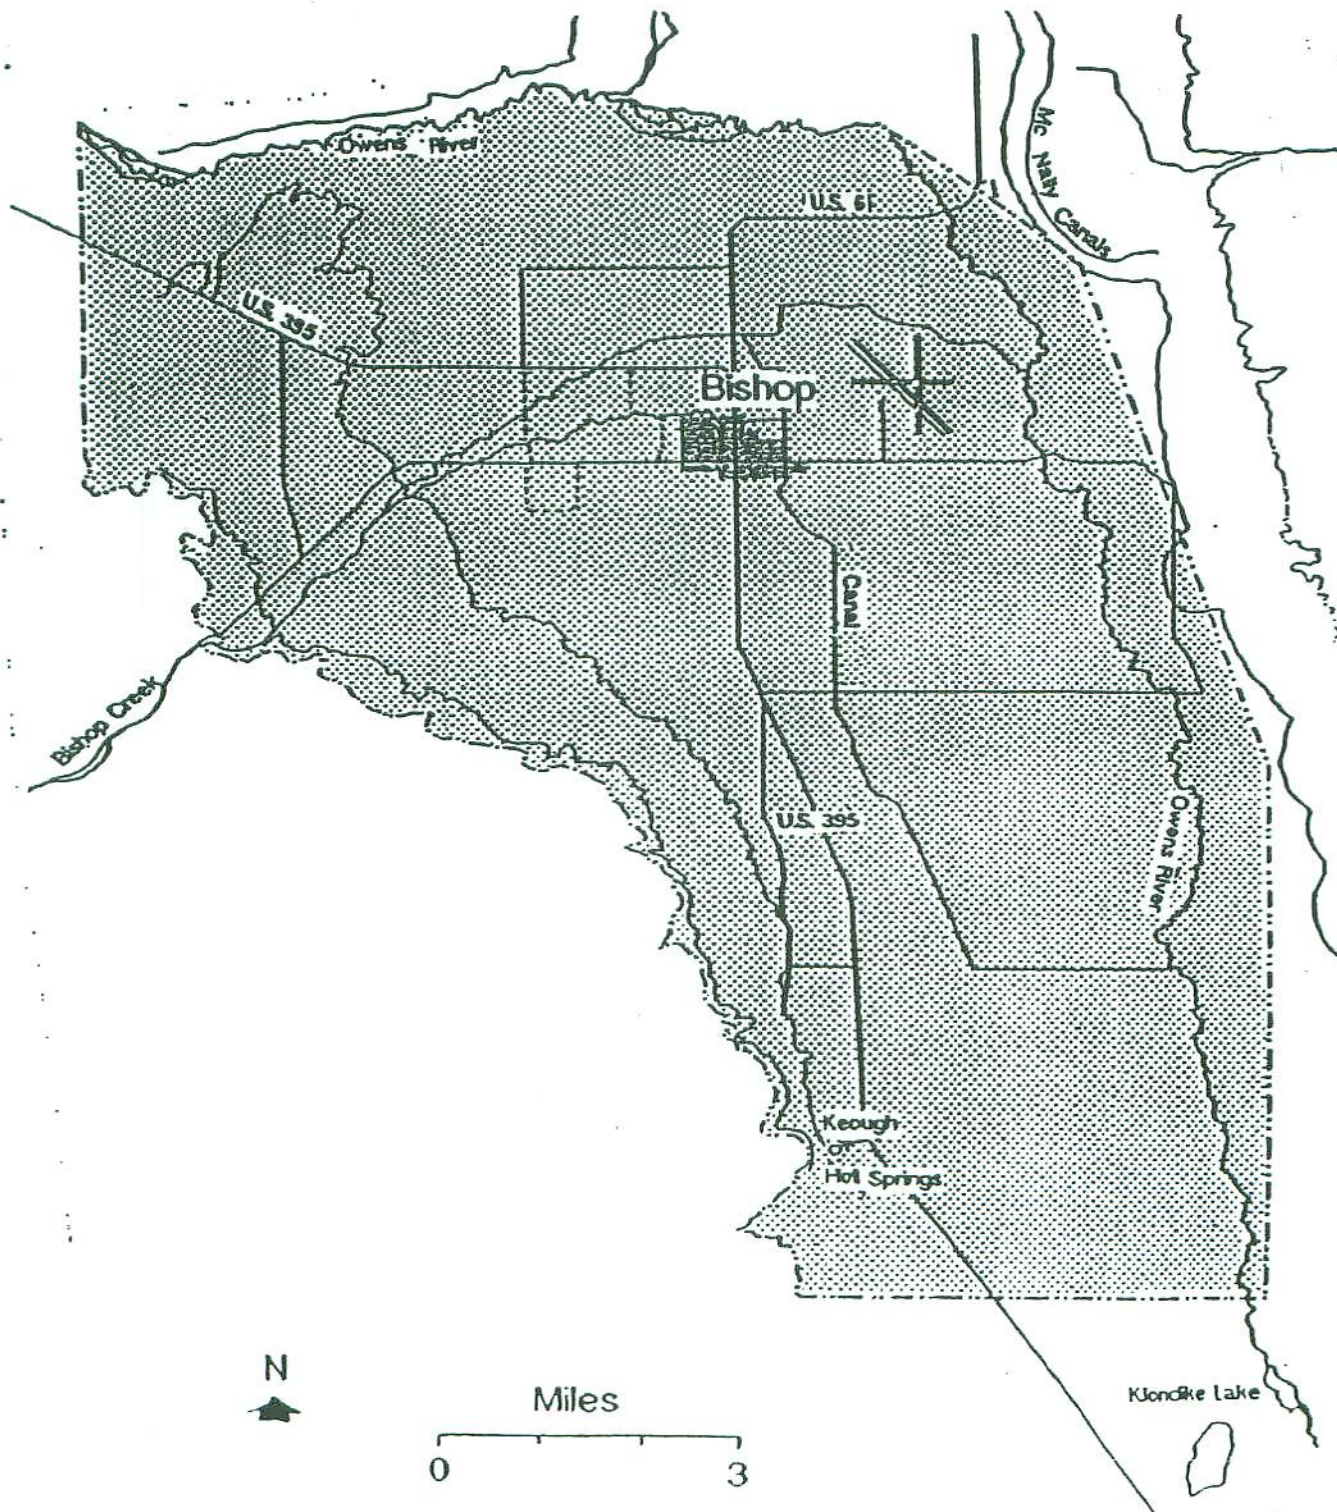 Owens River
Mc Nally Canals
U.S. 6
U.S. 395
Bishop
Canal
Bishop Creek
U.S. 395
Owens River
Keough
Hot Springs
N
Miles
Klondike Lake
0
3